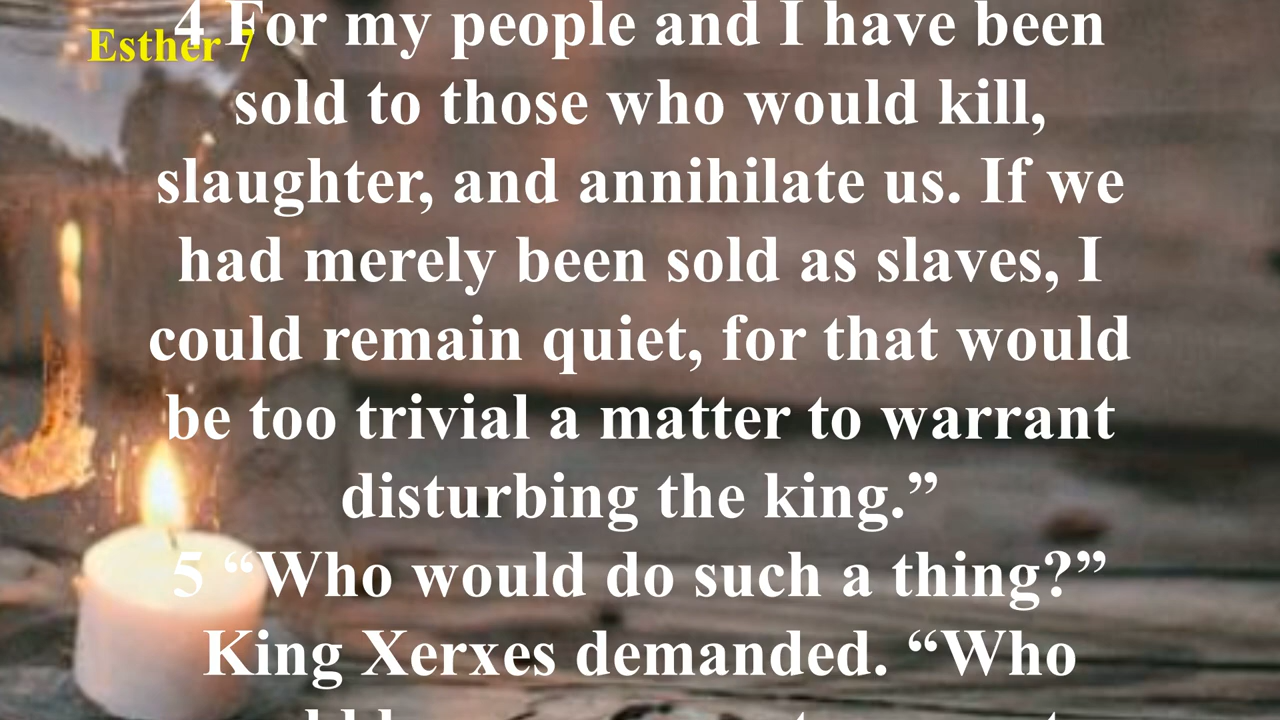 Esther 7
4 For my people and I have been
sold to those who would kill,
slaughter, and annihilate us. If we
had merely been sold as slaves, I
could remain quiet, for that would
be too trivial a matter to warrant
disturbing the king.”
5 “Who would do such a thing?”
King Xerxes demanded. “Who